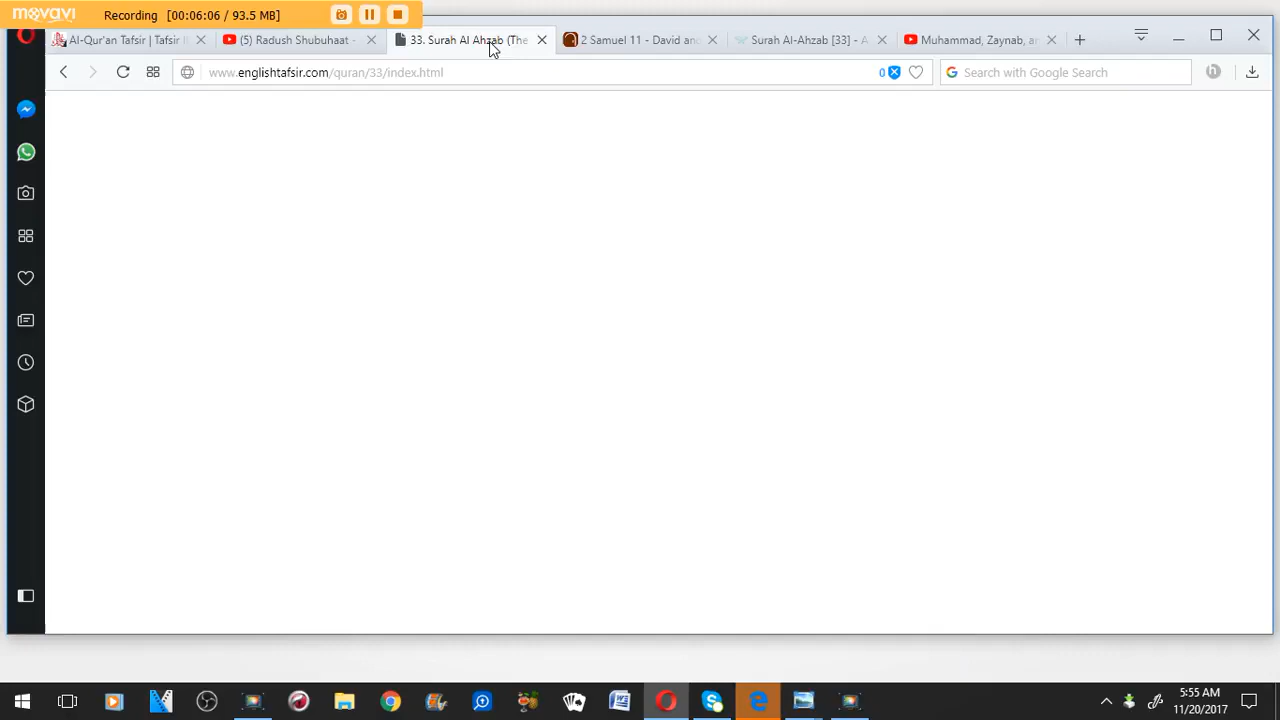 movavi Recording [00:06:06 / 93.5 MB]
Al-Qur'an Tafsir | Tafsir I
(5) Radush Shubuhaat -
33. Surah Al Ahzab (The
2 Samuel 11 - David and
Surah Al-Ahzab [33] - A
Muhammad, Zaynab, an
www.englishtafsir.com/quran/33/index.html
0
Search with Google Search
5:55 AM
11/20/2017